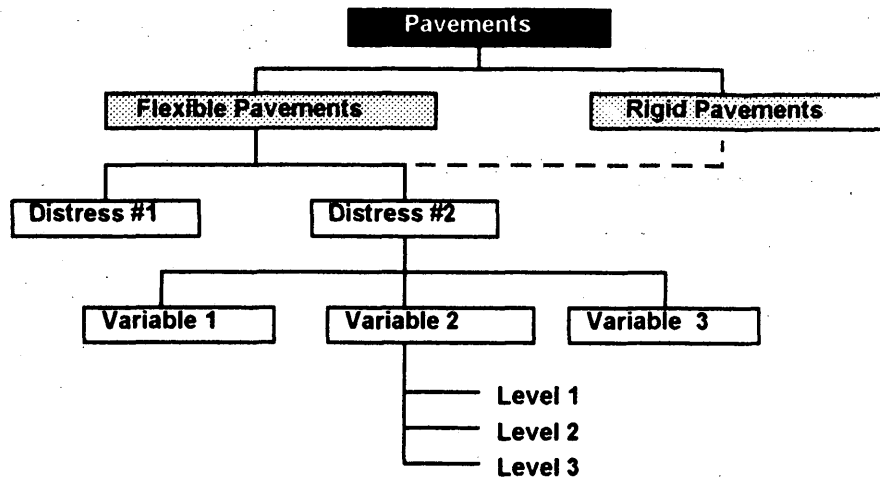 Pavements
Flexible Pavements
Rigid Pavements
Distress #1
Distress #2
Variable 1
Variable 2
Variable 3
Level 1
Level 2
Level 3